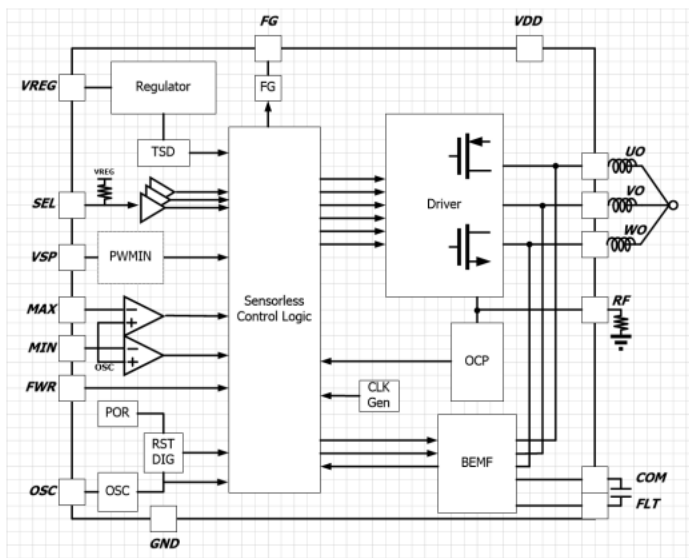 FG
VDD
VREG
Regulator
FG
TSD
UO
VREG
SEL
Driver
VO
WO
VSP
PWMIN
MAX
Sensorless
Control Logic
RF
MIN
OSC
OCP
FWR
CLK
Gen
POR
RST
DIG
BEMF
OSC
OSC
COM
FLT
GND